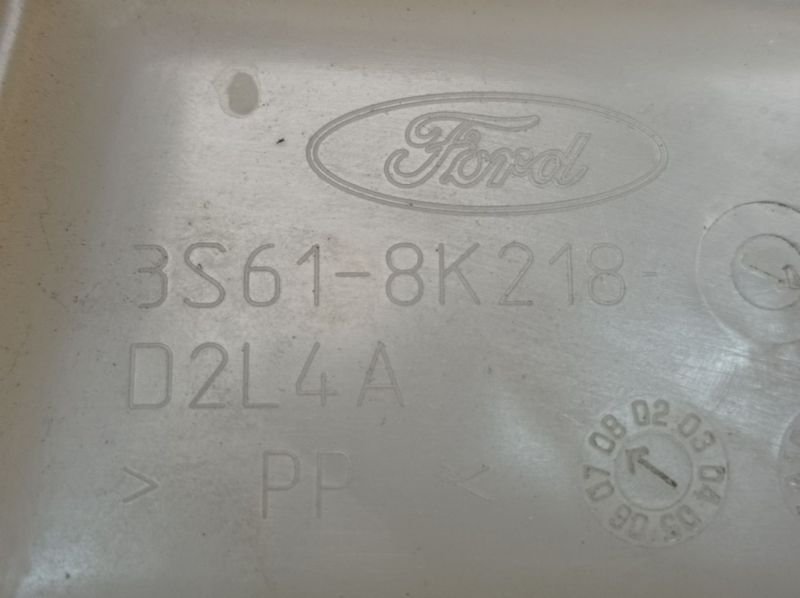 Ford
3S61-8K218-
D2L4A
> PP <
02 03 04 05 06 07 08